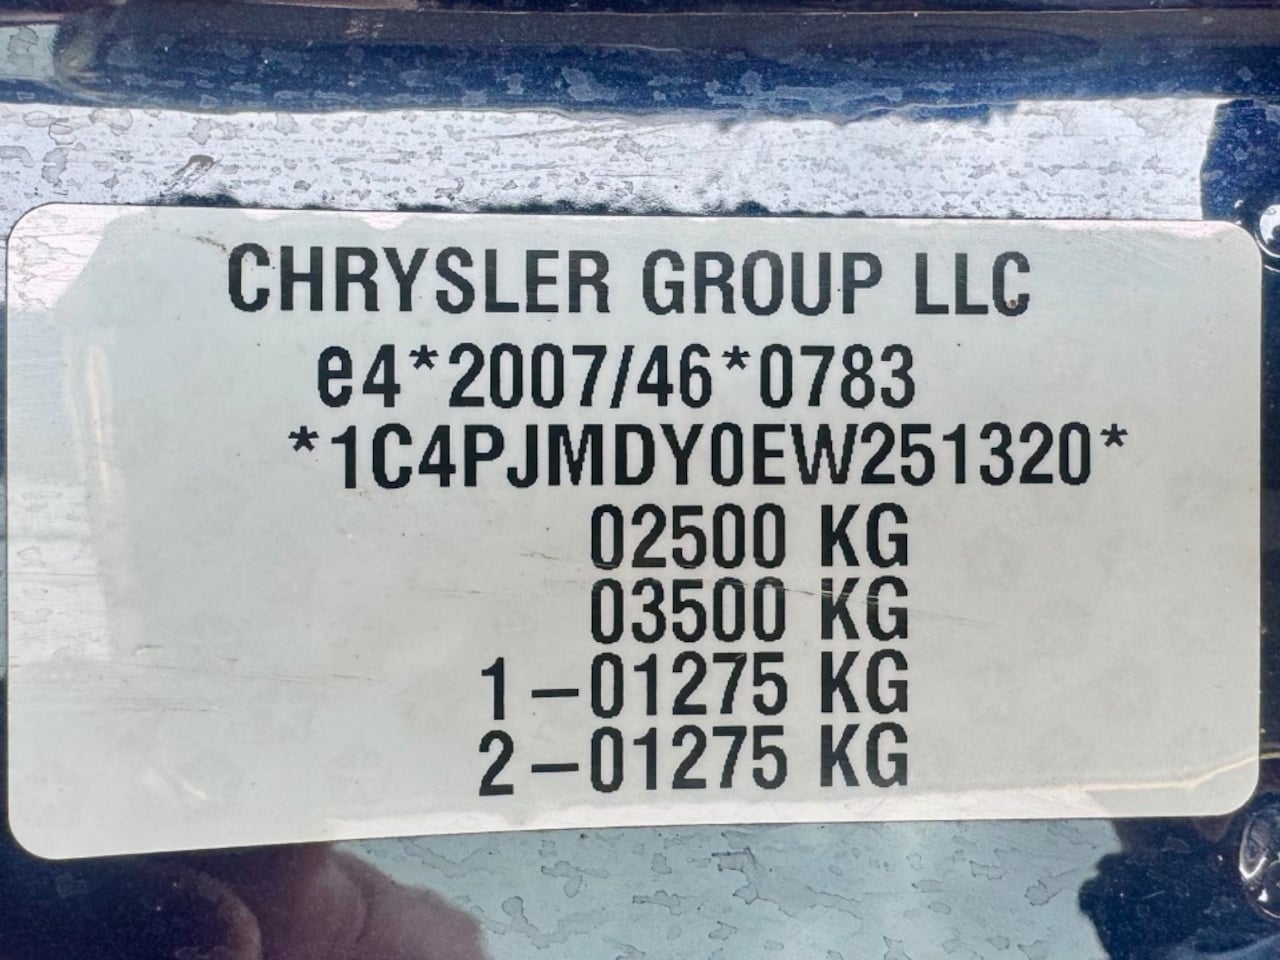 CHRYSLER GROUP LLC
e4*2007/46*0783
*1C4PJMDY0EW251320*
02500 KG
03500 KG
1–01275 KG
2–01275 KG